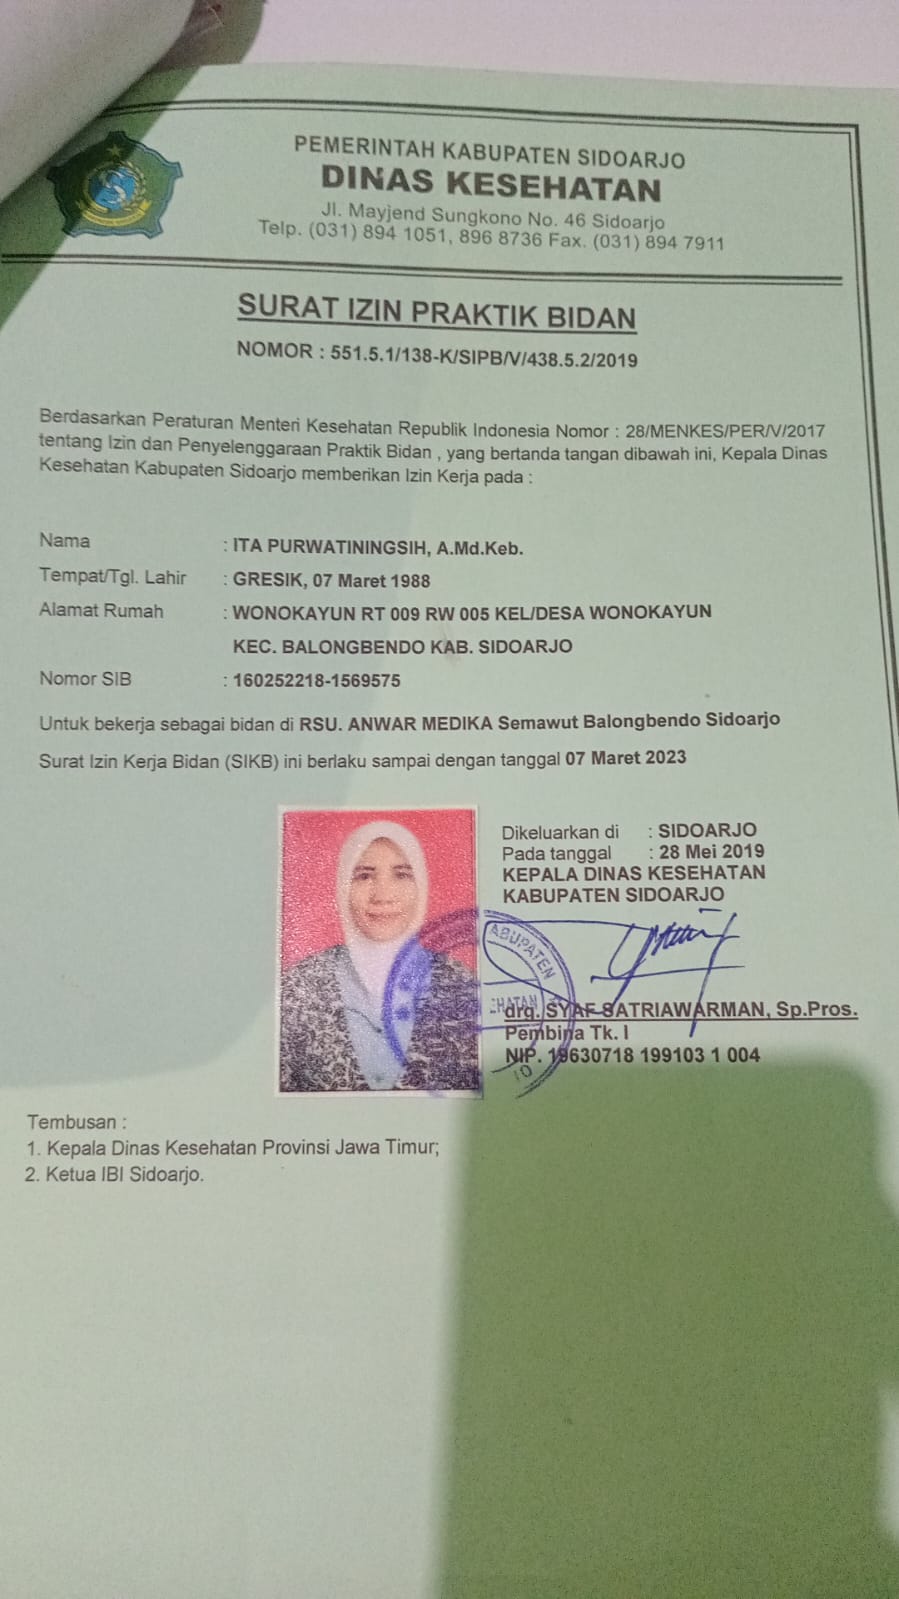 PEMERINTAH KABUPATEN SIDOARJO
DINAS KESEHATAN
Jl. Mayjend Sungkono No. 46 Sidoarjo
Telp. (031) 894 1051, 896 8736 Fax. (031) 894 7911
SURAT IZIN PRAKTIK BIDAN
NOMOR : 551.5.1/138-K/SIPB/V/438.5.2/2019
Berdasarkan Peraturan Menteri Kesehatan Republik Indonesia Nomor : 28/MENKES/PER/V/2017
tentang Izin dan Penyelenggaraan Praktik Bidan , yang bertanda tangan dibawah ini, Kepala Dinas
Kesehatan Kabupaten Sidoarjo memberikan Izin Kerja pada :
Nama : ITA PURWATININGSIH, A.Md.Keb.
Tempat/Tgl. Lahir : GRESIK, 07 Maret 1988
Alamat Rumah : WONOKAYUN RT 009 RW 005 KEL/DESA WONOKAYUN
KEC. BALONGBENDO KAB. SIDOARJO
Nomor SIB : 160252218-1569575
Untuk bekerja sebagai bidan di RSU. ANWAR MEDIKA Semawut Balongbendo Sidoarjo
Surat Izin Kerja Bidan (SIKB) ini berlaku sampai dengan tanggal 07 Maret 2023
Dikeluarkan di : SIDOARJO
Pada tanggal : 28 Mei 2019
KEPALA DINAS KESEHATAN
KABUPATEN SIDOARJO
ABUPATEN
drg. SYAF SATRIAWARMAN, Sp.Pros.
Pembina Tk. I
NIP. 19630718 199103 1 004
Tembusan :
1. Kepala Dinas Kesehatan Provinsi Jawa Timur;
2. Ketua IBI Sidoarjo.